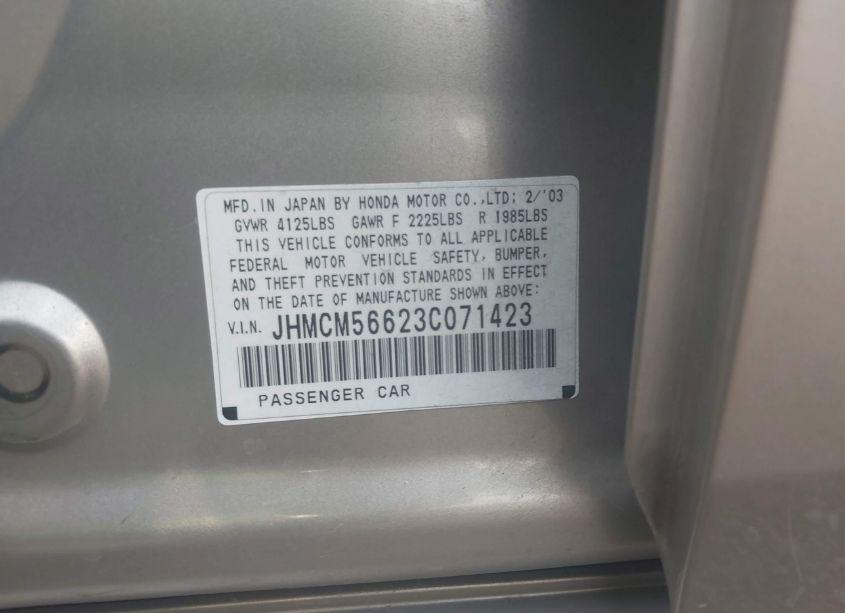 MFD. IN JAPAN BY HONDA MOTOR CO.,LTD; 2/'03
GVWR 4125LBS GAWR F 2225LBS R 1985LBS
THIS VEHICLE CONFORMS TO ALL APPLICABLE
FEDERAL MOTOR VEHICLE SAFETY, BUMPER,
AND THEFT PREVENTION STANDARDS IN EFFECT
ON THE DATE OF MANUFACTURE SHOWN ABOVE:
V.I.N. JHMCM56623C071423
PASSENGER CAR